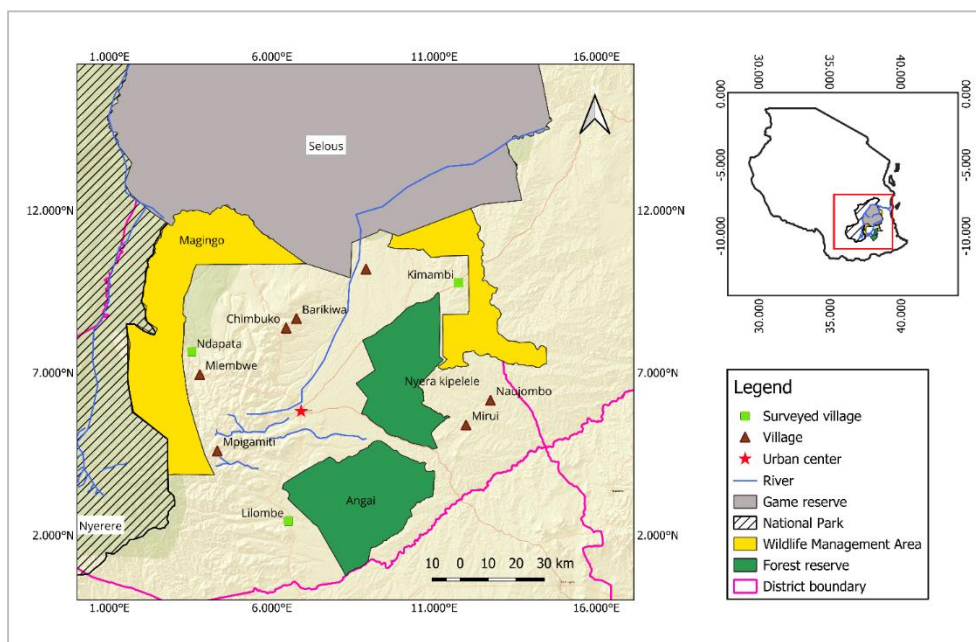 1.000°E 6.000°E 11.000°E 16.000°E
Selous
12.000°N 12.000°N
Magingo
Kimambi
Barikiwa
Chimbuko
Ndapata
Miembwe
7.000°N 7.000°N
Nyera kipelele
Naujombo
Mirui
Mpigamiti
Angai
Lilombe
Nyerere
2.000°N 2.000°N
10 0 10 20 30 km
1.000°E 6.000°E 11.000°E 16.000°E
35.000 40.000
0.000 0.000
-5.000 -5.000
-10.000 -10.000
30.000 35.000 40.000
Legend
Surveyed village
Village
Urban center
River
Game reserve
National Park
Wildlife Management Area
Forest reserve
District boundary